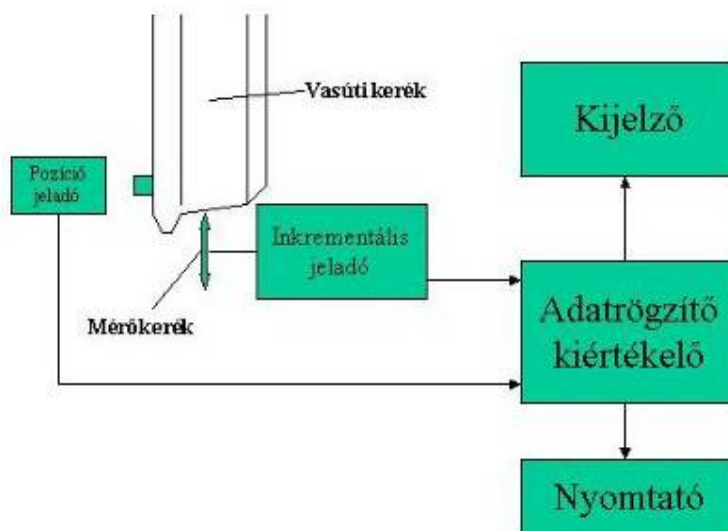 Vasúti kerék
Kijelző
Pozíció
jeladó
Inkrementális
jeladó
Mérőkerék
Adatrögzítő
kiértékelő
Nyomtató